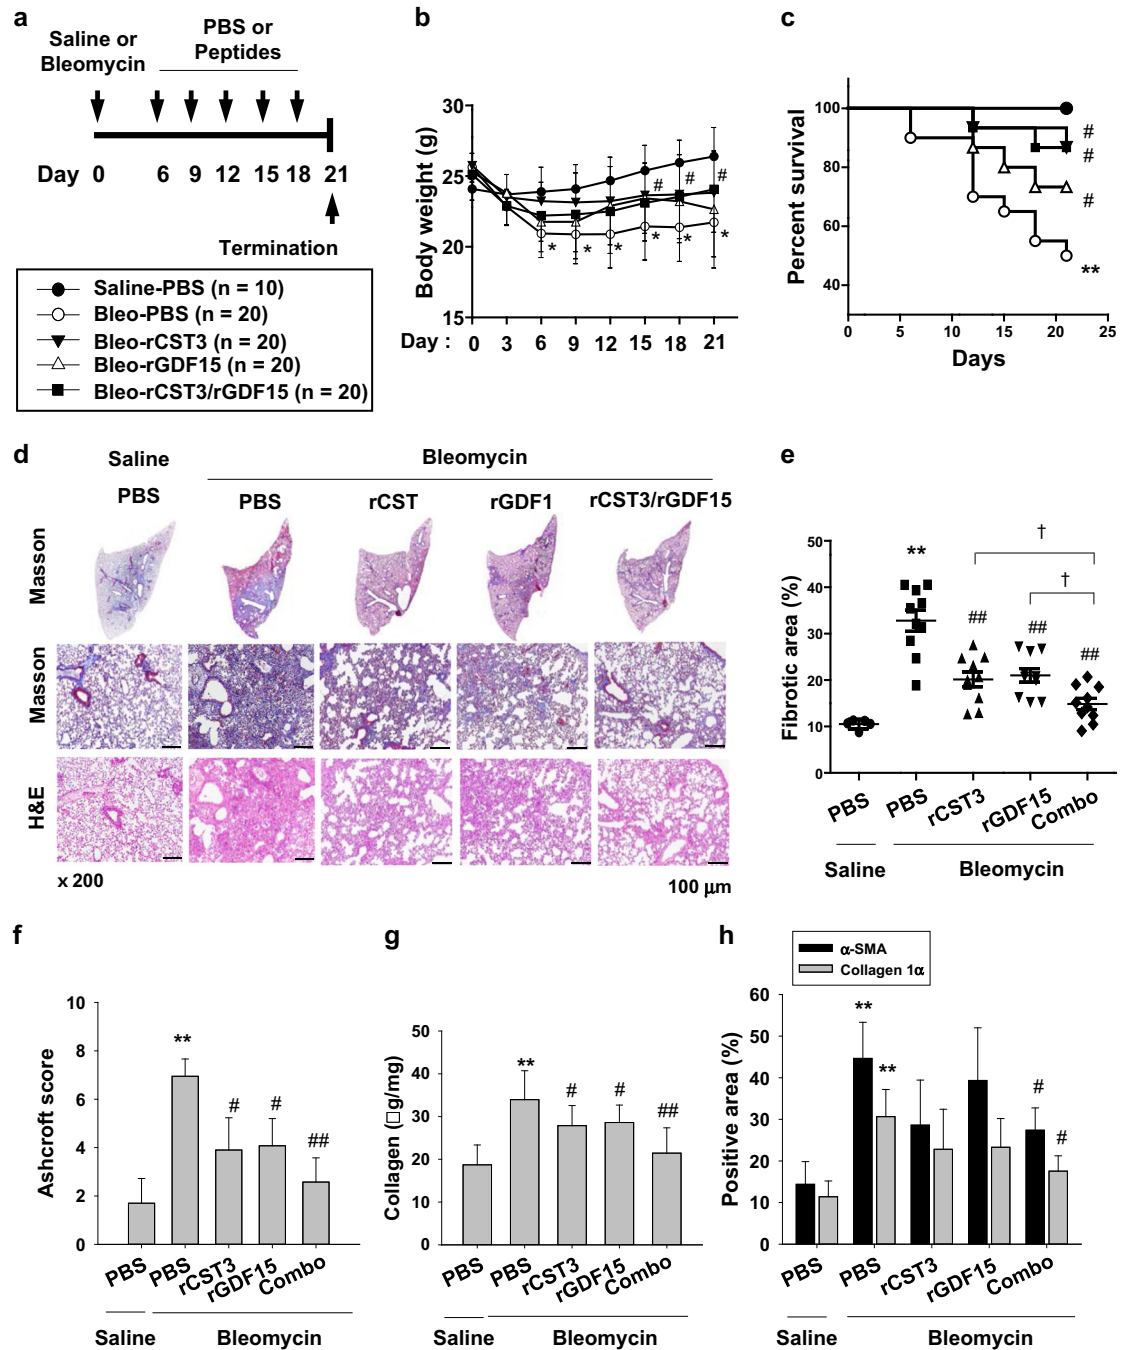 a
Saline or
Bleomycin
PBS or
Peptides
Day 0 6 9 12 15 18 21
Termination
Saline-PBS (n = 10)
Bleo-PBS (n = 20)
Bleo-rCST3 (n = 20)
Bleo-rGDF15 (n = 20)
Bleo-rCST3/rGDF15 (n = 20)
b
Body weight (g)
30
25
20
15
# # #
* * * * * *
Day : 0 3 6 9 12 15 18 21
c
Percent survival
100
80
60
40
#
#
#
**
0 5 10 15 20 25
Days
d
Saline
Bleomycin
PBS
PBS
rCST
rGDF1
rCST3/rGDF15
Masson
Masson
H&E
x 200
100 μm
e
Fibrotic area (%)
50
40
30
20
10
0
**
##
##
##
†
†
PBS PBS rCST3 rGDF15 Combo
Saline Bleomycin
f
Ashcroft score
10
8
6
4
2
0
**
#
#
##
PBS PBS rCST3 rGDF15 Combo
Saline Bleomycin
g
Collagen (□g/mg)
50
40
30
20
10
0
**
#
#
##
PBS PBS rCST3 rGDF15 Combo
Saline Bleomycin
h
α-SMA
Collagen 1α
Positive area (%)
60
50
40
30
20
10
0
**
**
#
#
PBS PBS rCST3 rGDF15 Combo
Saline Bleomycin